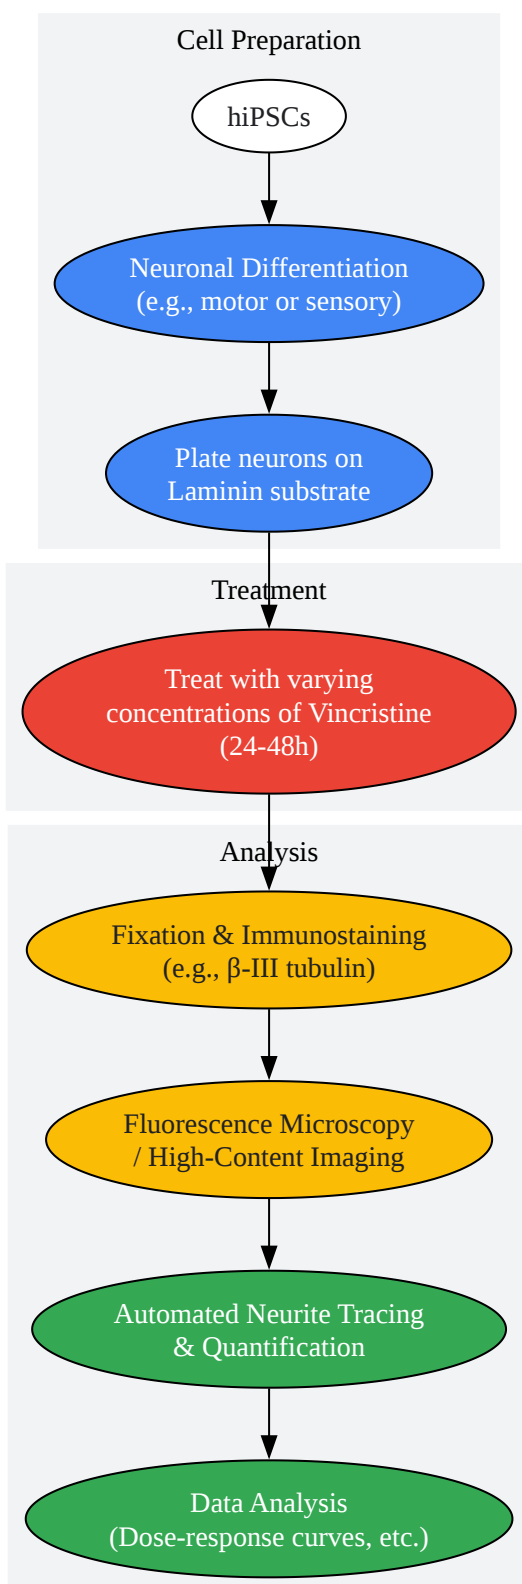 Cell Preparation
hiPSCs
Neuronal Differentiation
(e.g., motor or sensory)
Plate neurons on
Laminin substrate
Treatment
Treat with varying
concentrations of Vincristine
(24-48h)
Analysis
Fixation & Immunostaining
(e.g., β-III tubulin)
Fluorescence Microscopy
/ High-Content Imaging
Automated Neurite Tracing
& Quantification
Data Analysis
(Dose-response curves, etc.)